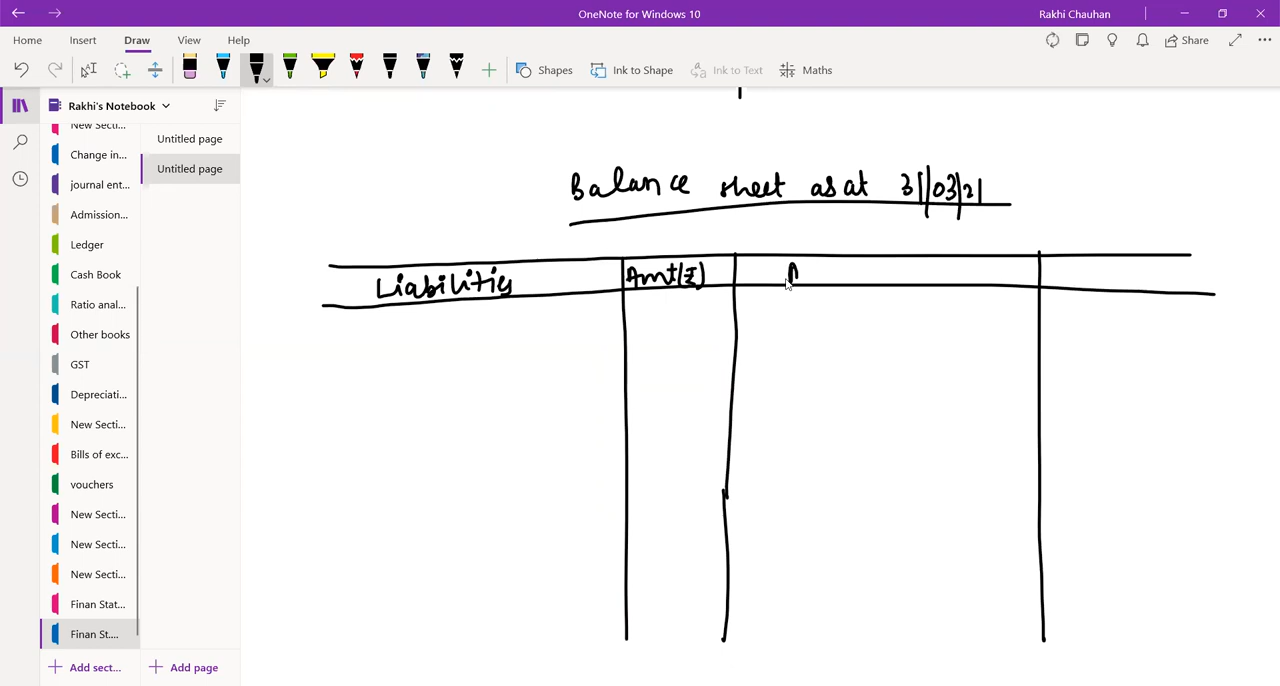 OneNote for Windows 10
Rakhi Chauhan
Home Insert Draw View Help
Share
Shapes Ink to Shape Ink to Text Maths
Rakhi's Notebook
New Secti...
Change in...
journal ent...
Admission...
Ledger
Cash Book
Ratio anal...
Other books
GST
Depreciati...
New Secti...
Bills of exc...
vouchers
New Secti...
New Secti...
New Secti...
Finan Stat...
Finan St....
Add sect...
Untitled page
Untitled page
Add page
Balance sheet as at 31/03/21
Liabilities Amt(₹)